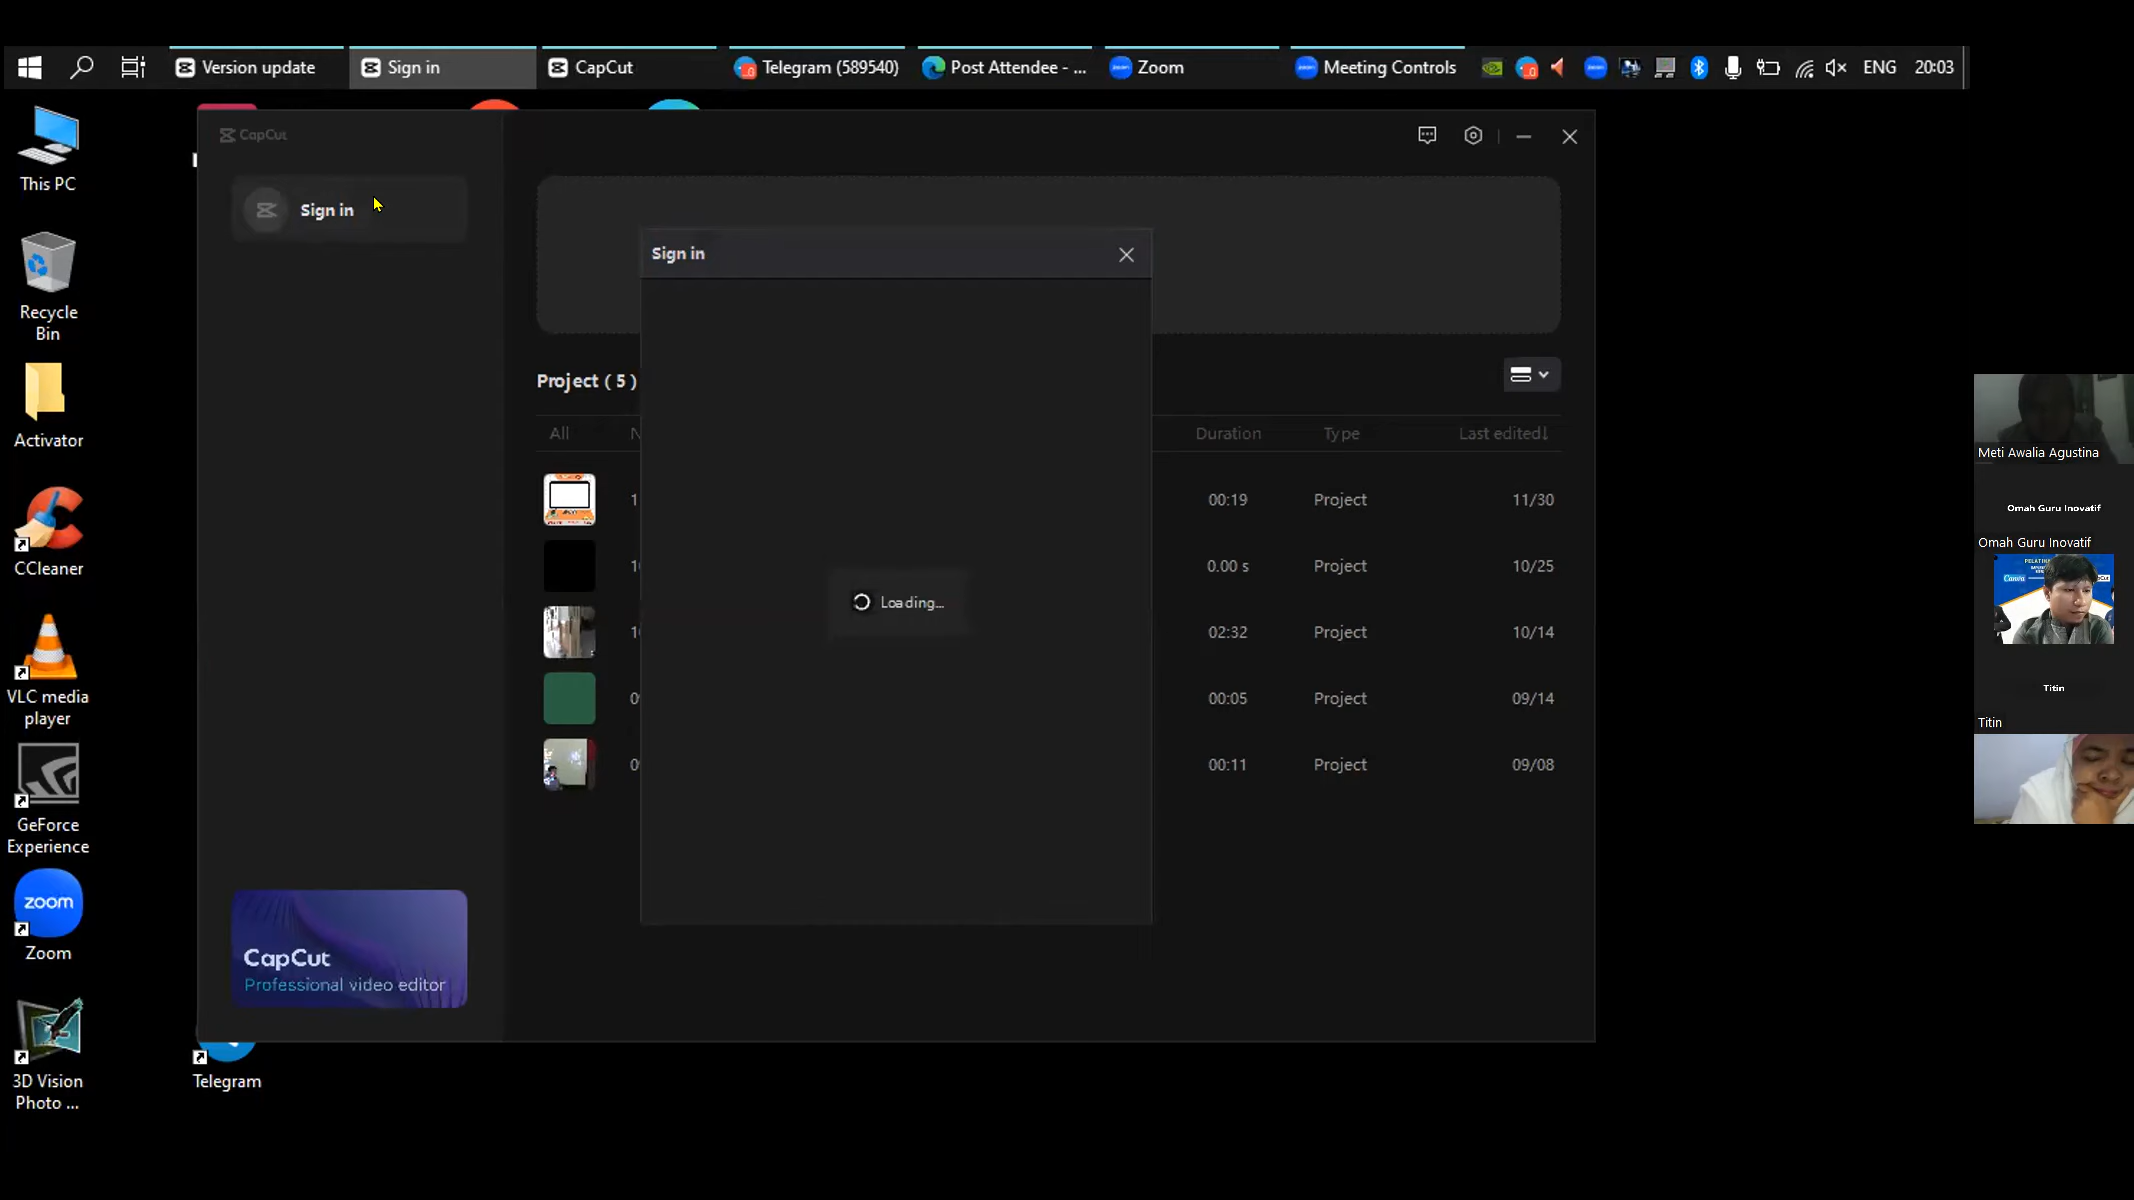 Version update
Sign in
CapCut
Telegram (589540)
Post Attendee - ...
Zoom
Meeting Controls
ENG
20:03
This PC
Recycle
Bin
Activator
CCleaner
VLC media
player
GeForce
Experience
zoom
Zoom
3D Vision
Photo ...
Telegram
CapCut
Sign in
CapCut
Professional video editor
Sign in
Loading...
Project ( 5 )
All
Duration
Type
Last edited↓
00:19
Project
11/30
0.00 s
Project
10/25
02:32
Project
10/14
00:05
Project
09/14
00:11
Project
09/08
Meti Awalia Agustina
Omah Guru Inovatif
Omah Guru Inovatif
Canva
Titin
Titin